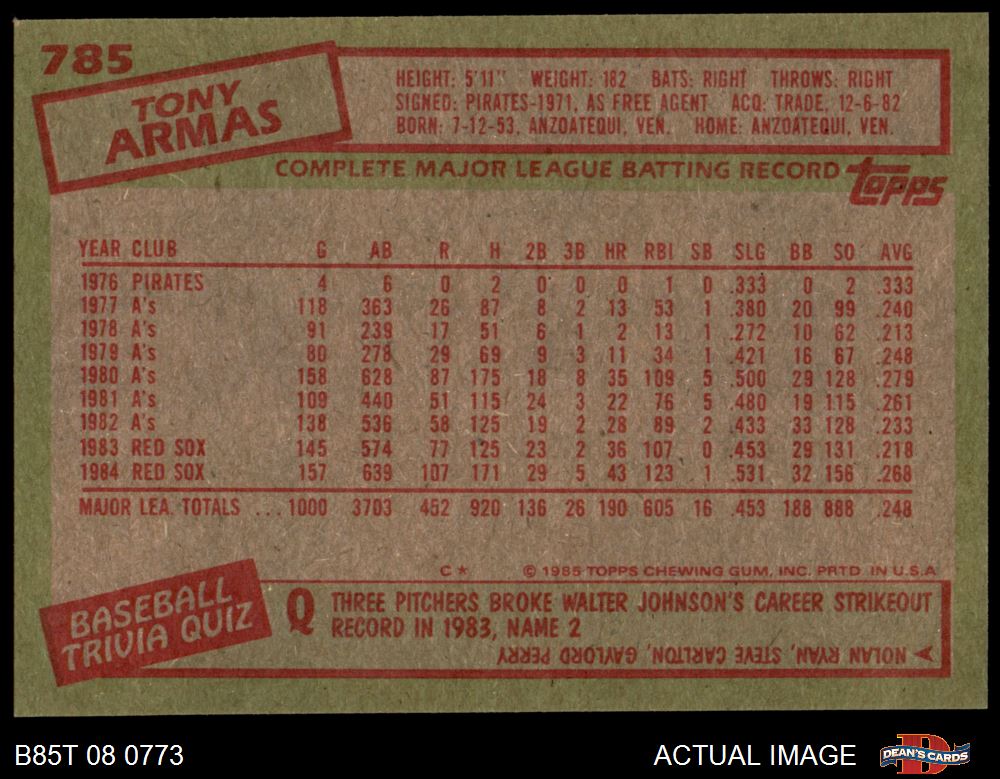 785
TONY
ARMAS
HEIGHT: 5'11" WEIGHT: 182 BATS: RIGHT THROWS: RIGHT
SIGNED: PIRATES-1971, AS FREE AGENT ACQ: TRADE, 12-6-82
BORN: 7-12-53, ANZOATEQUI, VEN. HOME: ANZOATEQUI, VEN.
COMPLETE MAJOR LEAGUE BATTING RECORD
topps
YEAR CLUB G AB R H 2B 3B HR RBI SB SLG BB SO AVG
1976 PIRATES 4 6 0 2 0 0 0 1 0 .333 0 2 .333
1977 A's 118 363 26 87 8 2 13 53 1 .380 20 99 .240
1978 A's 91 239 17 51 6 1 2 13 1 .272 10 62 .213
1979 A's 80 278 29 69 9 3 11 34 1 .421 16 67 .248
1980 A's 158 628 87 175 18 8 35 109 5 .500 29 128 .279
1981 A's 109 440 51 115 24 3 22 76 5 .480 19 115 .261
1982 A's 138 536 58 125 19 2 28 89 2 .433 33 128 .233
1983 RED SOX 145 574 77 125 23 2 36 107 0 .453 29 131 .218
1984 RED SOX 157 639 107 171 29 5 43 123 1 .531 32 156 .268
MAJOR LEA. TOTALS ... 1000 3703 452 920 136 26 190 605 16 .453 188 888 .248
C* © 1985 TOPPS CHEWING GUM, INC. PRTD. IN U.S.A
BASEBALL
TRIVIA QUIZ
Q THREE PITCHERS BROKE WALTER JOHNSON'S CAREER STRIKEOUT
RECORD IN 1983, NAME 2
A NOLAN RYAN, STEVE CARLTON, GAYLORD PERRY
B85T 08 0773
ACTUAL IMAGE
D
DEAN'S CARDS